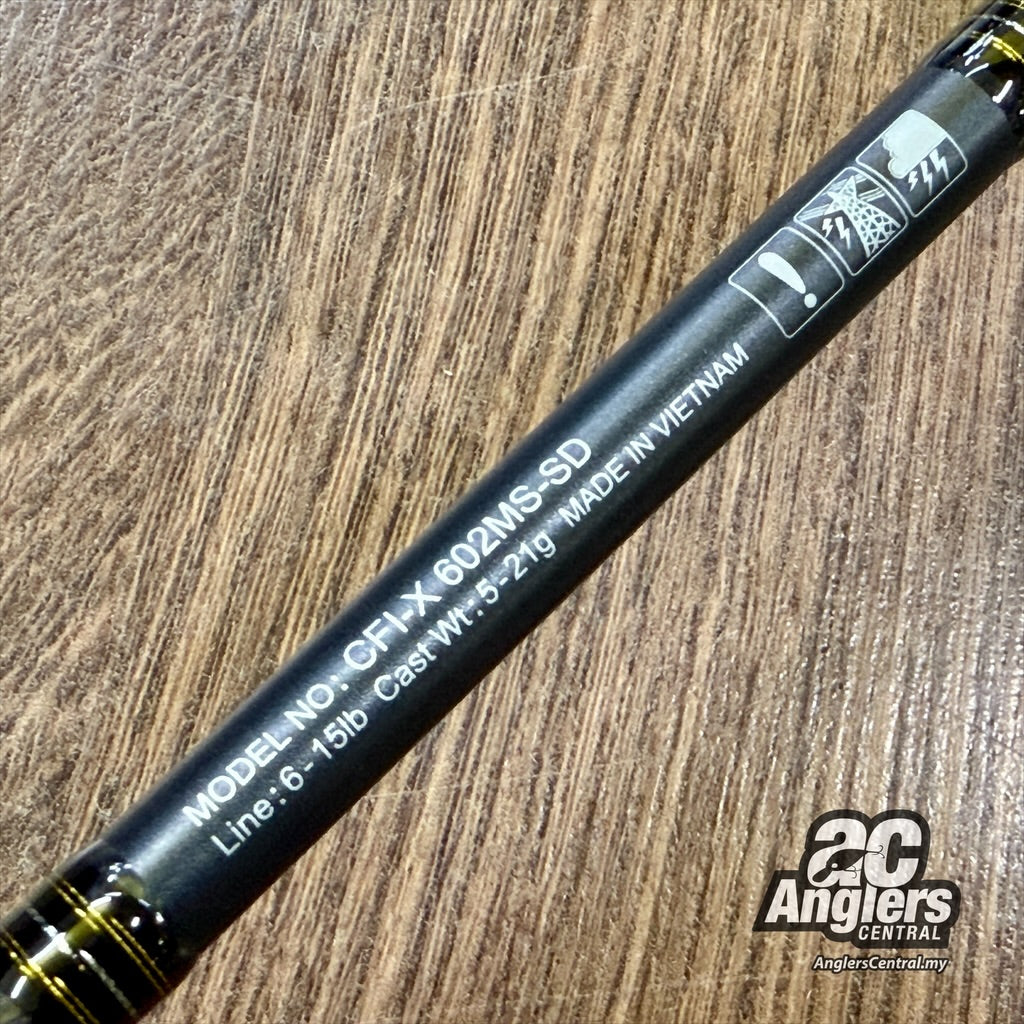 MODEL NO: CFI-X 602MS-SD
Line: 6-15lb Cast Wt: 5-21g MADE IN VIETNAM
ac
Anglers
CENTRAL
AnglersCentral.my